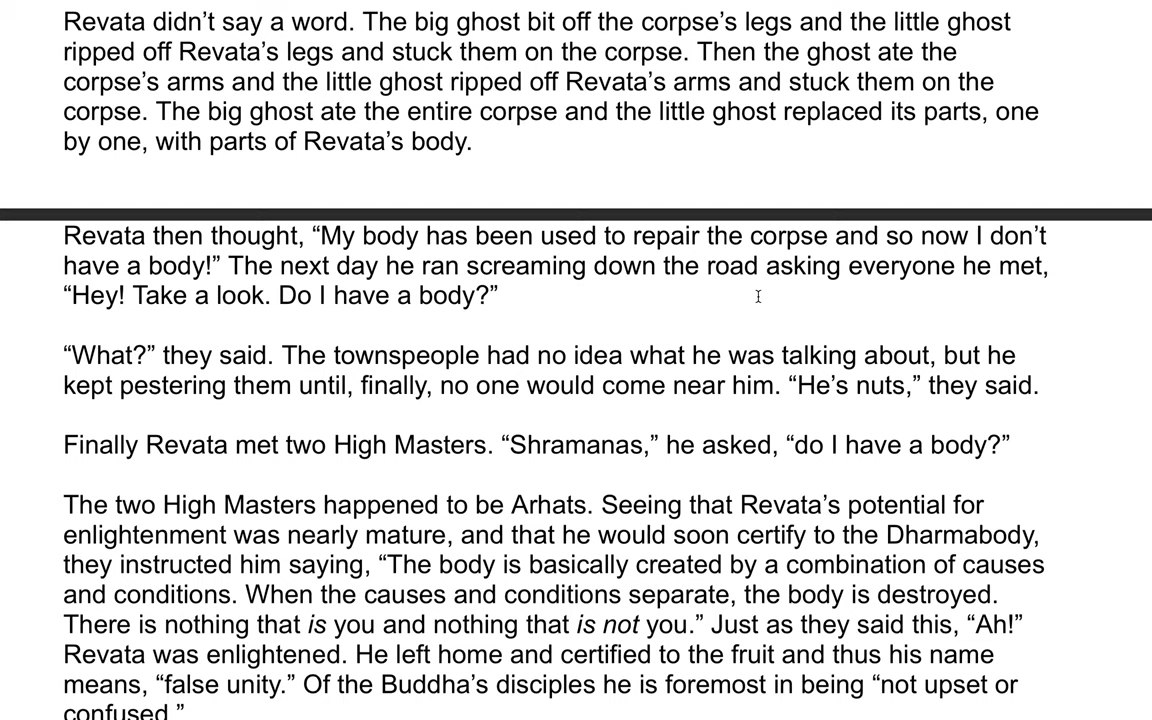 Revata didn’t say a word. The big ghost bit off the corpse’s legs and the little ghost
ripped off Revata’s legs and stuck them on the corpse. Then the ghost ate the
corpse’s arms and the little ghost ripped off Revata’s arms and stuck them on the
corpse. The big ghost ate the entire corpse and the little ghost replaced its parts, one
by one, with parts of Revata’s body.
Revata then thought, “My body has been used to repair the corpse and so now I don’t
have a body!” The next day he ran screaming down the road asking everyone he met,
“Hey! Take a look. Do I have a body?”
“What?” they said. The townspeople had no idea what he was talking about, but he
kept pestering them until, finally, no one would come near him. “He’s nuts,” they said.
Finally Revata met two High Masters. “Shramanas,” he asked, “do I have a body?”
The two High Masters happened to be Arhats. Seeing that Revata’s potential for
enlightenment was nearly mature, and that he would soon certify to the Dharmabody,
they instructed him saying, “The body is basically created by a combination of causes
and conditions. When the causes and conditions separate, the body is destroyed.
There is nothing that is you and nothing that is not you.” Just as they said this, “Ah!”
Revata was enlightened. He left home and certified to the fruit and thus his name
means, “false unity.” Of the Buddha’s disciples he is foremost in being “not upset or
confused.”